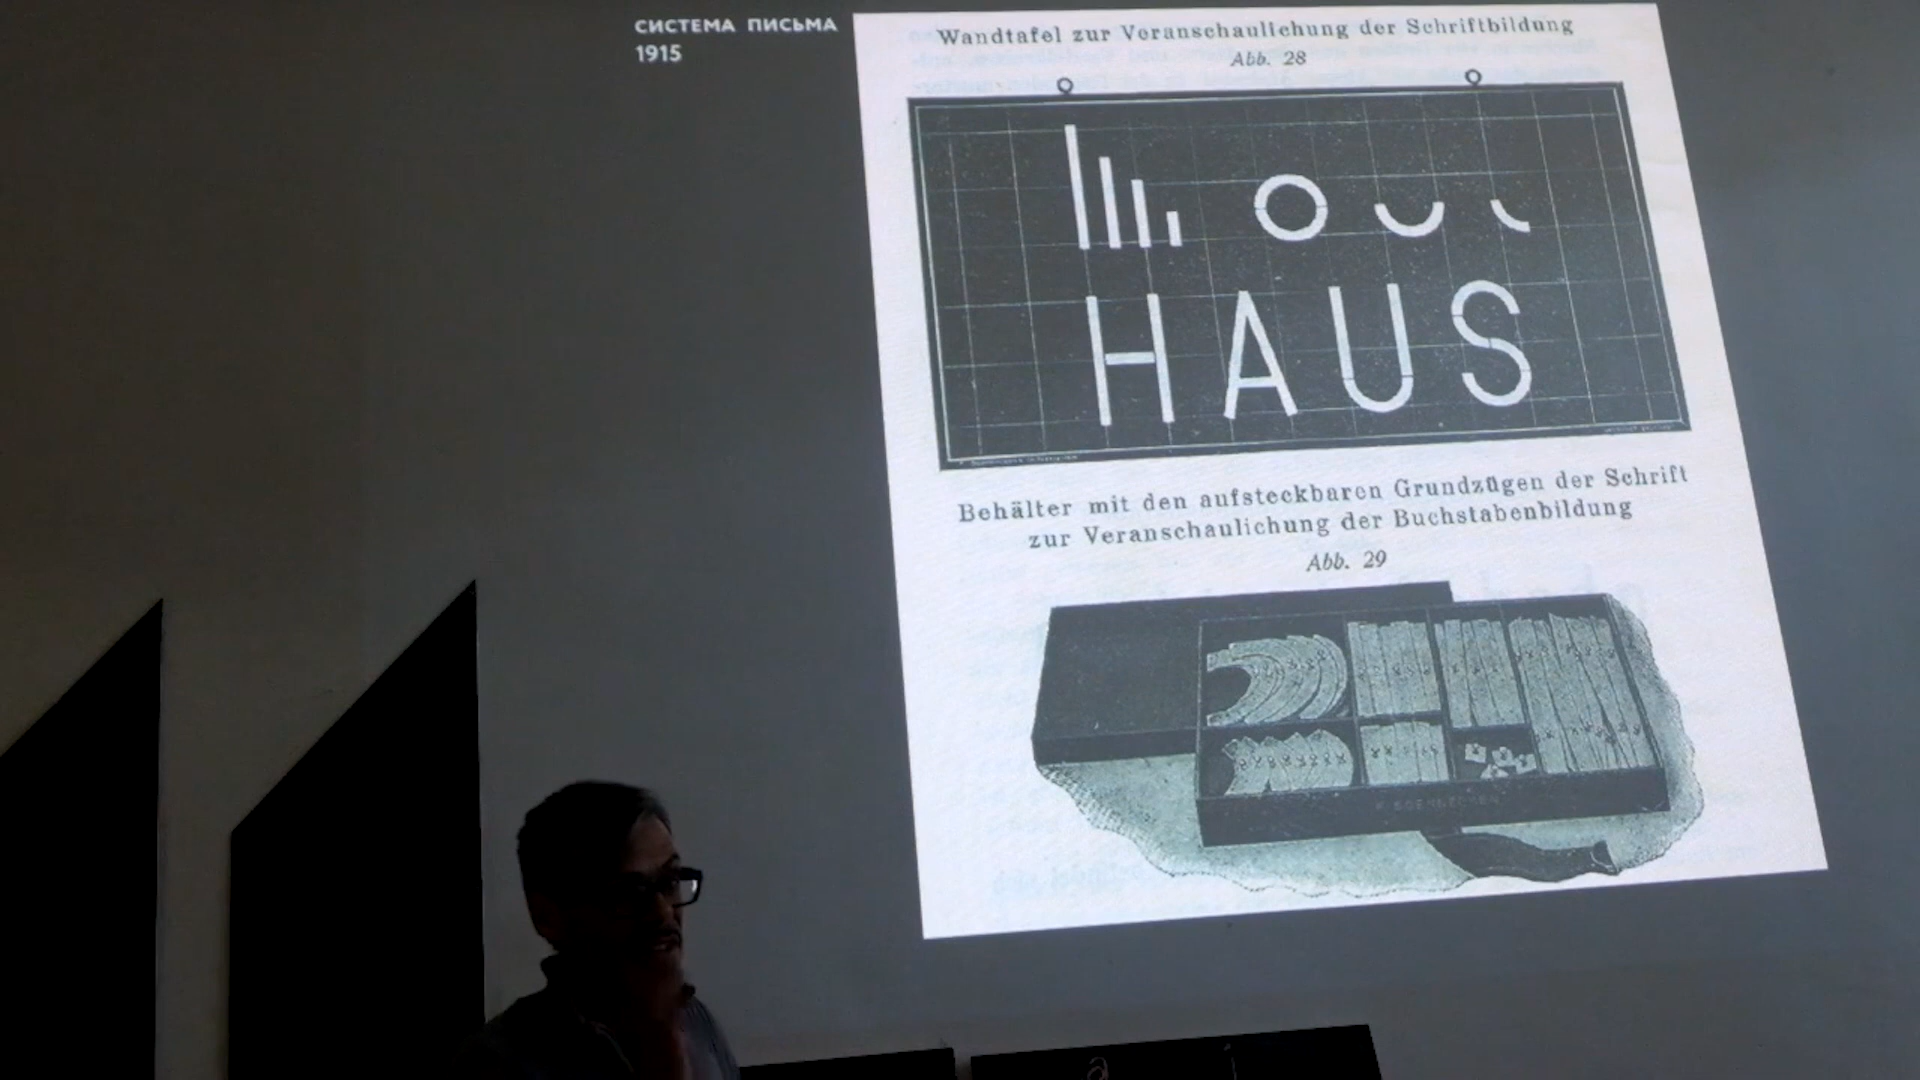 СИСТЕМА ПИСЬМА
1915
Wandtafel zur Veranschaulichung der Schriftbildung
Abb. 28
HAUS
Behälter mit den aufsteckbaren Grundzügen der Schrift
zur Veranschaulichung der Buchstabenbildung
Abb. 29